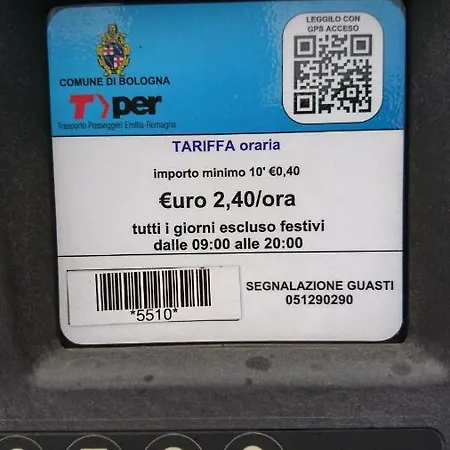 LEGGILO CON
GPS ACCESO
COMUNE DI BOLOGNA
T>per
Trasporto Passeggeri Emilia-Romagna
TARIFFA oraria
importo minimo 10' €0,40
€uro 2,40/ora
tutti i giorni escluso festivi
dalle 09:00 alle 20:00
*5510*
SEGNALAZIONE GUASTI
051290290